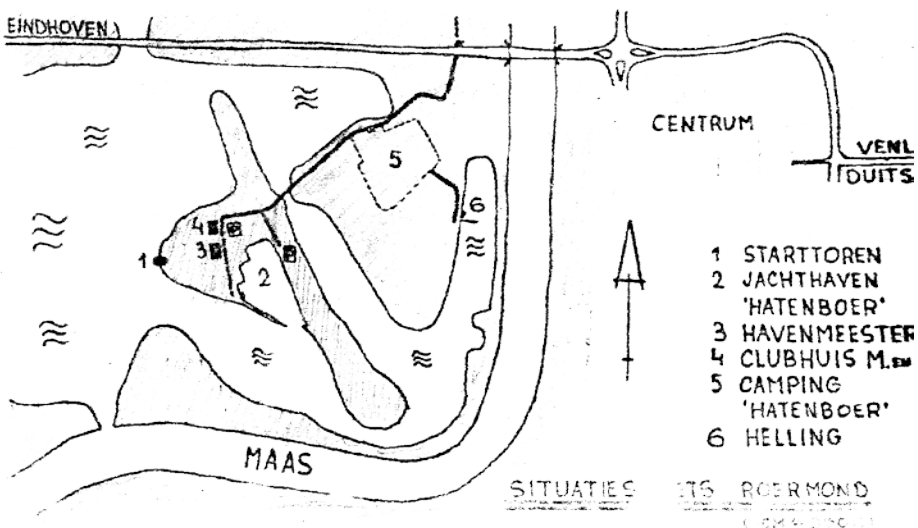 EINDHOVEN
CENTRUM
VENL
DUITS
5
6
4 P
3
P
1
2
1 STARTTOREN
2 JACHTHAVEN
'HATENBOER'
3 HAVENMEESTER
4 CLUBHUIS M.
5 CAMPING
'HATENBOER'
6 HELLING
MAAS
ROERMOND